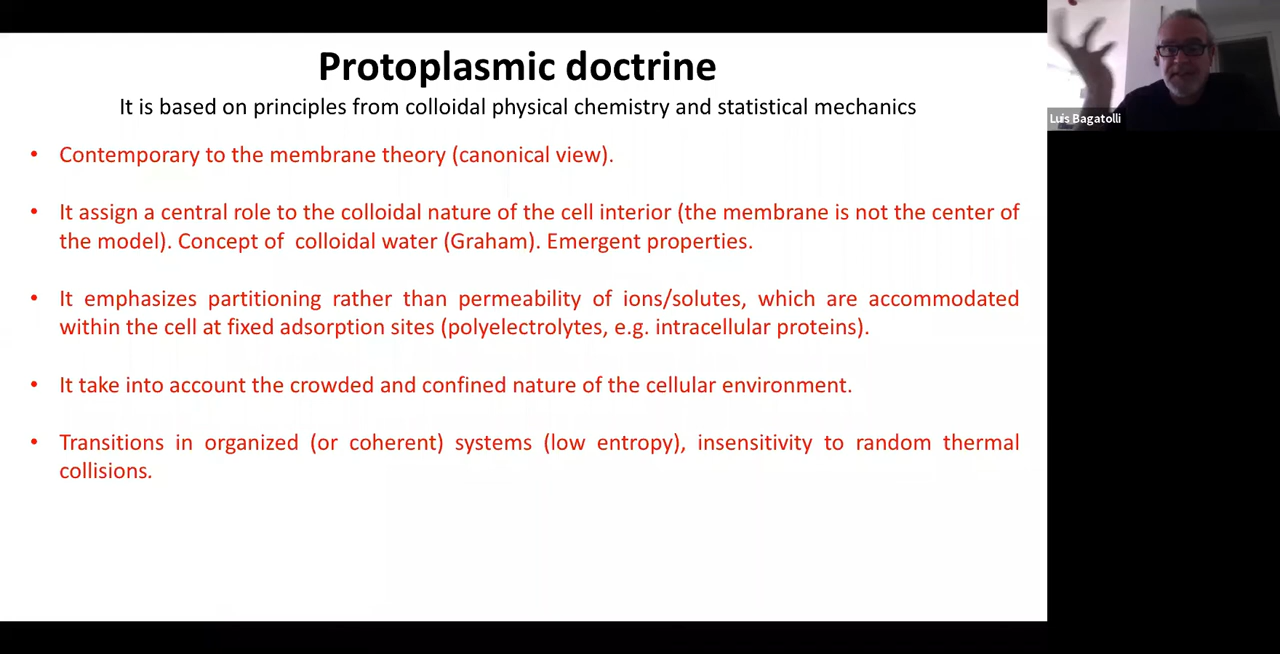 Protoplasmic doctrine
It is based on principles from colloidal physical chemistry and statistical mechanics
• Contemporary to the membrane theory (canonical view).
• It assign a central role to the colloidal nature of the cell interior (the membrane is not the center of
the model). Concept of colloidal water (Graham). Emergent properties.
• It emphasizes partitioning rather than permeability of ions/solutes, which are accommodated
within the cell at fixed adsorption sites (polyelectrolytes, e.g. intracellular proteins).
• It take into account the crowded and confined nature of the cellular environment.
• Transitions in organized (or coherent) systems (low entropy), insensitivity to random thermal
collisions.
Luis Bagatolli